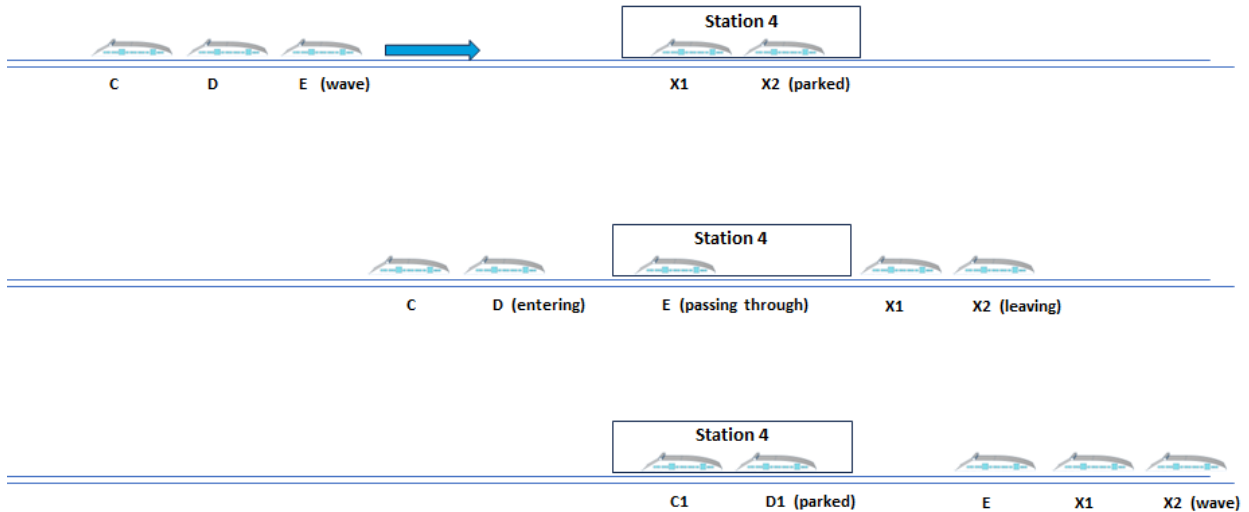 Station 4
C D E (wave) X1 X2 (parked)
Station 4
C D (entering) E (passing through) X1 X2 (leaving)
Station 4
C1 D1 (parked) E X1 X2 (wave)